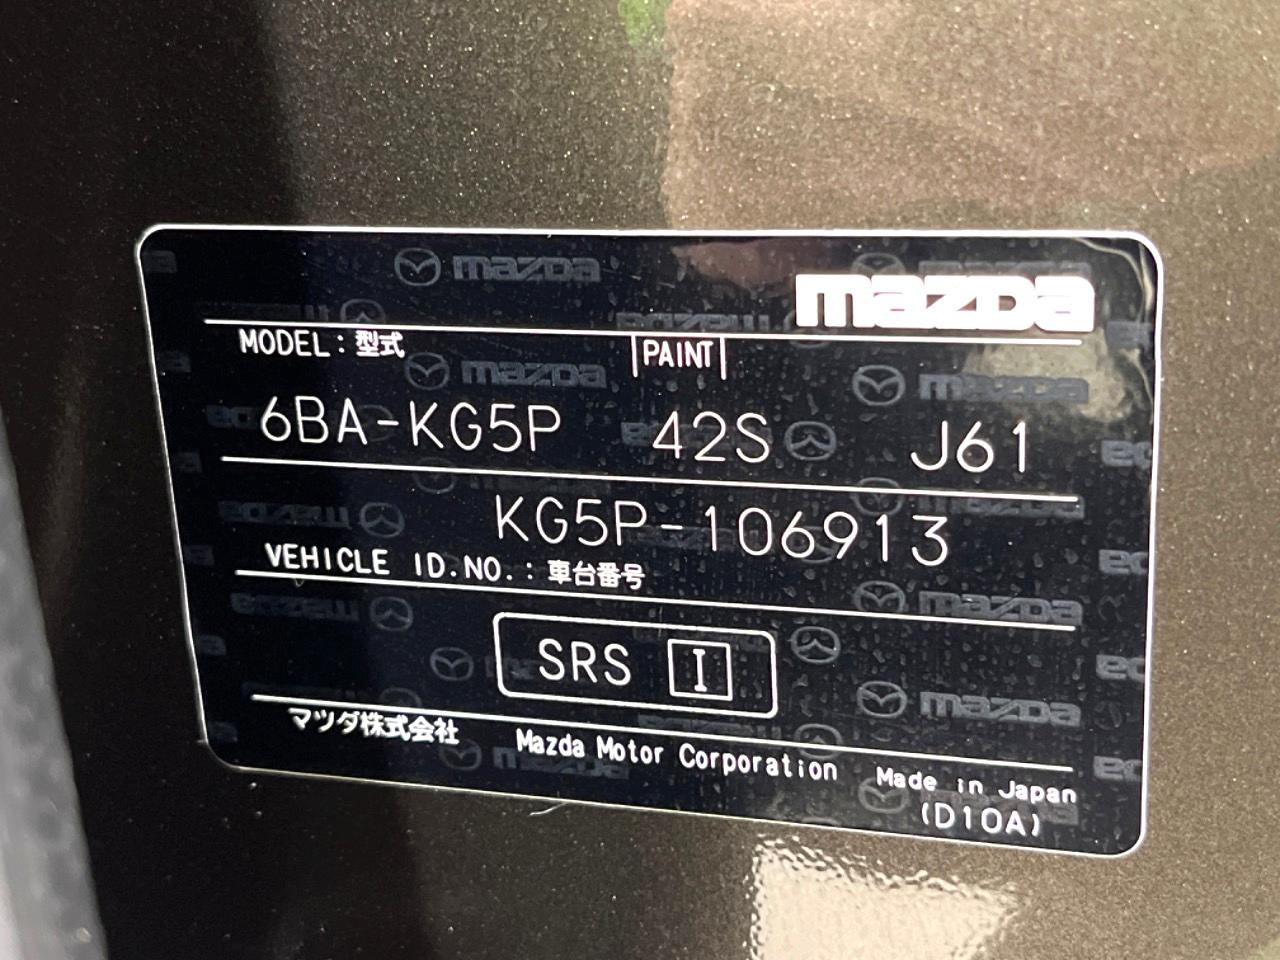 mazda
MODEL：型式 PAINT
6BA-KG5P 42S J61
KG5P-106913
VEHICLE ID.NO.：車台番号
SRS I
マツダ株式会社 Mazda Motor Corporation Made in Japan
(D10A)